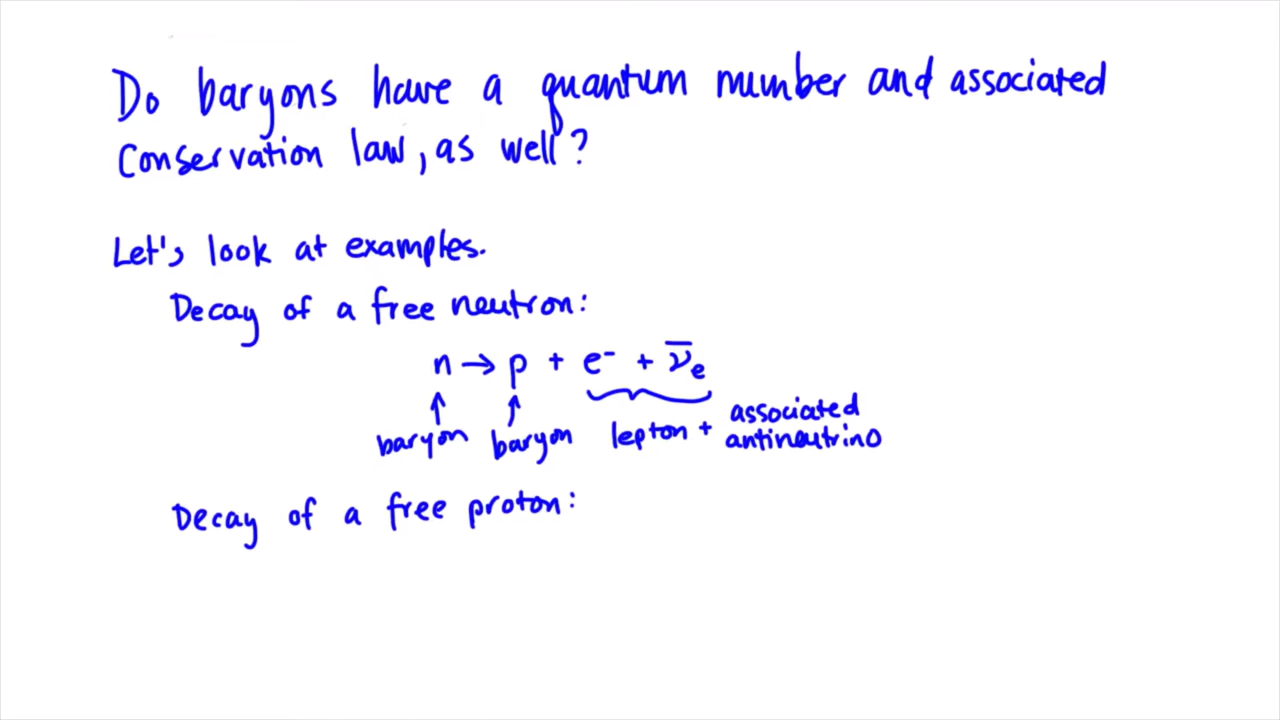 Do baryons have a quantum number and associated
conservation law, as well?
Let's look at examples.
Decay of a free neutron:
n → p + e⁻ + ν̄ₑ
baryon baryon lepton + associated
antineutrino
Decay of a free proton: